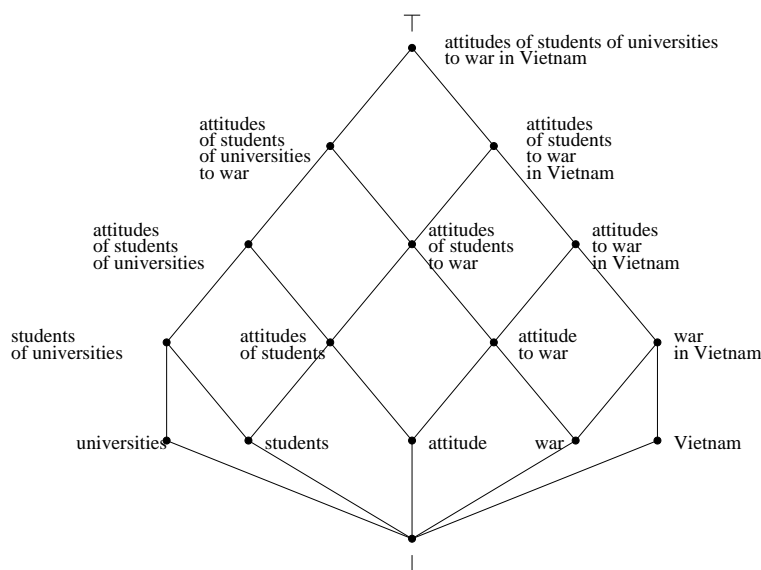 ⊤
attitudes of students of universities
to war in Vietnam
attitudes
of students
of universities
to war
attitudes
of students
to war
in Vietnam
attitudes
of students
of universities
attitudes
of students
to war
attitudes
to war
in Vietnam
students
of universities
attitudes
of students
attitude
to war
war
in Vietnam
universities
students
attitude
war
Vietnam
⊥